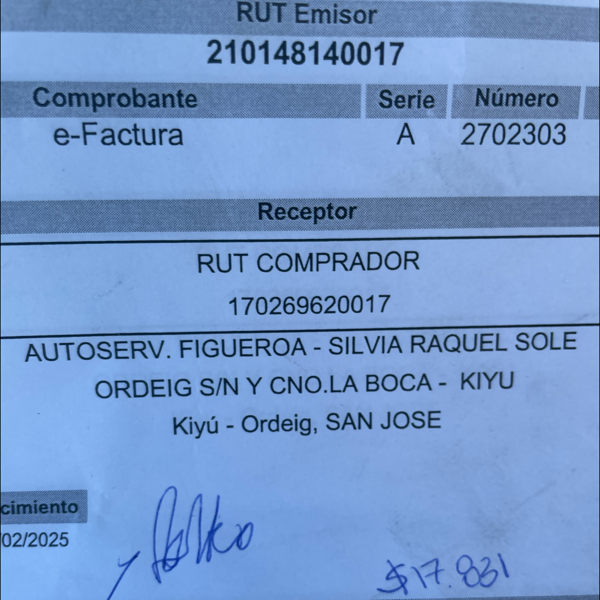 RUT Emisor
210148140017
Comprobante Serie Número
e-Factura A 2702303
Receptor
RUT COMPRADOR
170269620017
AUTOSERV. FIGUEROA - SILVIA RAQUEL SOLE
ORDEIG S/N Y CNO.LA BOCA - KIYU
Kiyú - Ordeig, SAN JOSE
cimiento
02/2025
$17.831